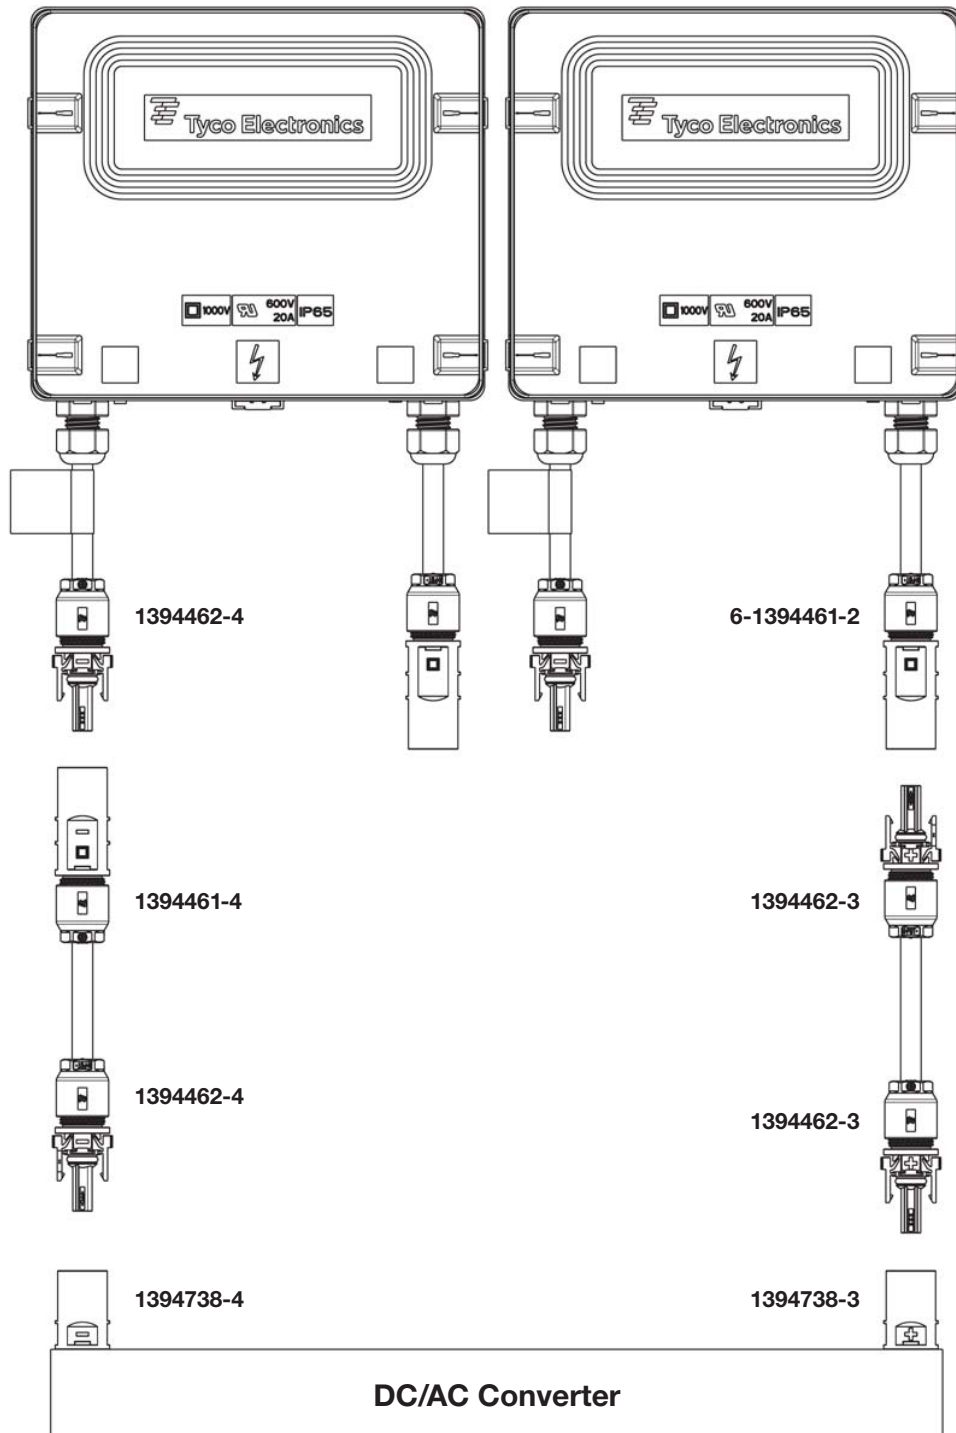 Tyco Electronics
Tyco Electronics
1000V
600V
20A
IP65
1000V
600V
20A
IP65
1394462-4
6-1394461-2
1394461-4
1394462-3
1394462-4
1394462-3
1394738-4
1394738-3
DC/AC Converter